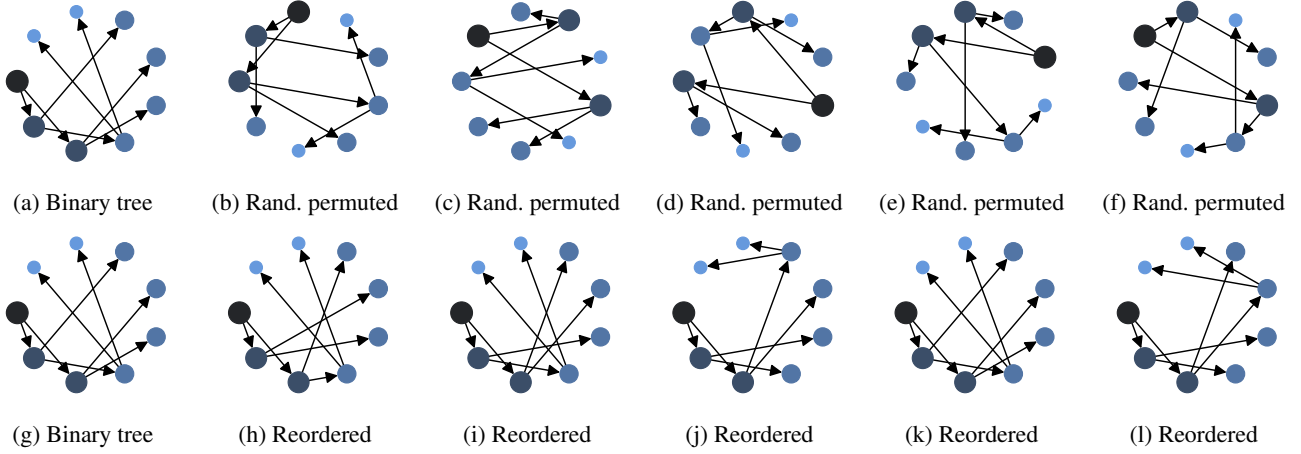 (a) Binary tree (b) Rand. permuted (c) Rand. permuted (d) Rand. permuted (e) Rand. permuted (f) Rand. permuted
(g) Binary tree (h) Reordered (i) Reordered (j) Reordered (k) Reordered (l) Reordered